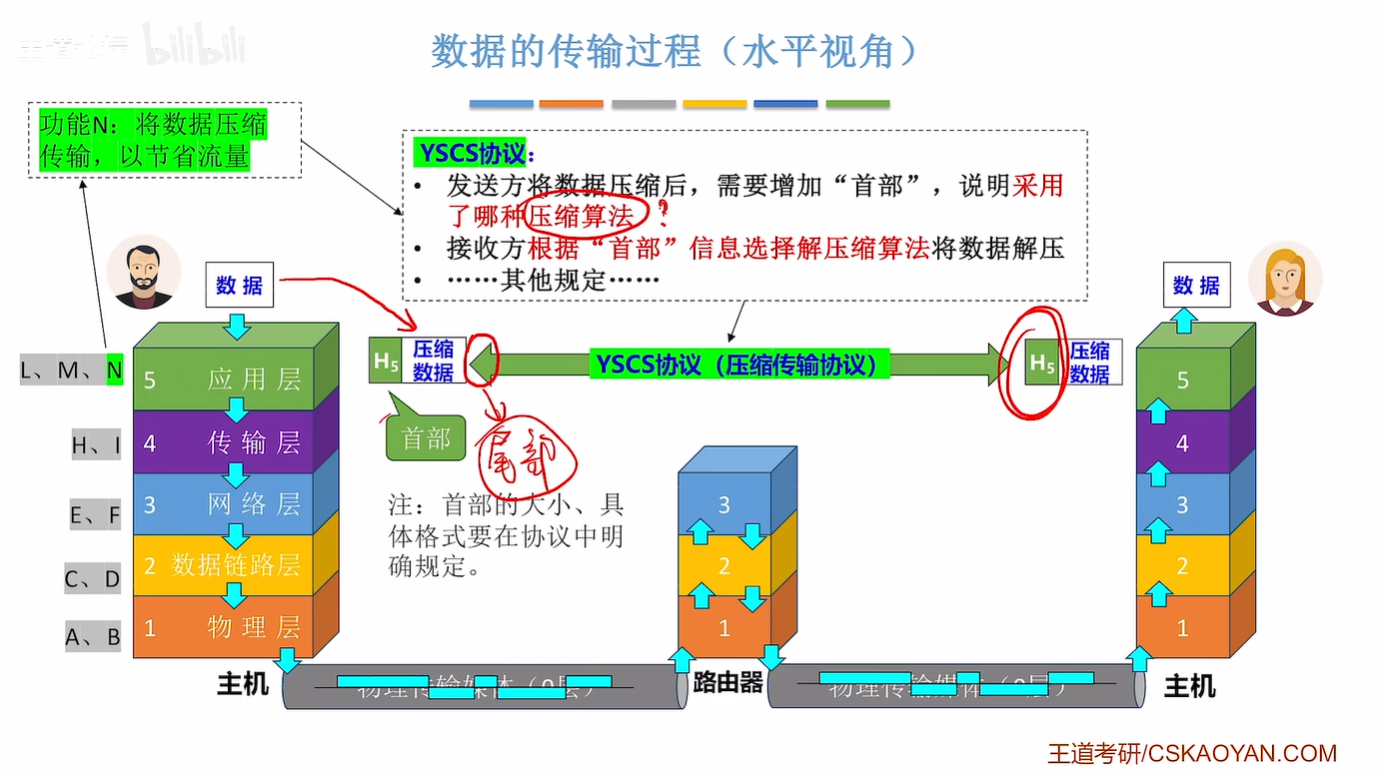 bilibili
数据的传输过程（水平视角）
功能N：将数据压缩
传输，以节省流量
YSCS协议：
• 发送方将数据压缩后，需要增加“首部”，说明采用
了哪种压缩算法？
• 接收方根据“首部”信息选择解压缩算法将数据解压
• ……其他规定……
数据
数据
H5
压缩
数据
YSCS协议（压缩传输协议）
H5
压缩
数据
首部
尾部
注：首部的大小、具
体格式要在协议中明
确规定。
L、M、N
5 应用层
H、I
4 传输层
E、F
3 网络层
C、D
2 数据链路层
A、B
1 物理层
3
2
1
5
4
3
2
1
主机
物理传输媒体（0层）
路由器
物理传输媒体（0层）
主机
王道考研/CSKAOYAN.COM